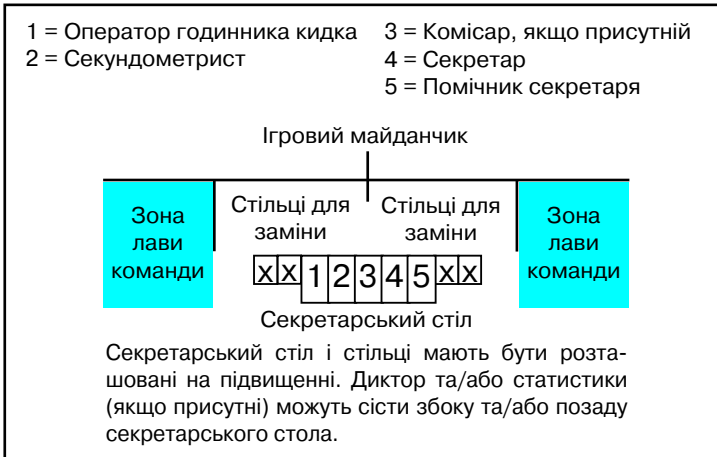 1 = Оператор годинника кидка
2 = Секундометрист
3 = Комісар, якщо присутній
4 = Секретар
5 = Помічник секретаря
Ігровий майданчик
Зона
лави
команди
Стільці для
заміни
Стільці для
заміни
Зона
лави
команди
x x 1 2 3 4 5 x x
Секретарський стіл
Секретарський стіл і стільці мають бути розта-
шовані на підвищенні. Диктор та/або статистики
(якщо присутні) можуть сісти збоку та/або позаду
секретарського стола.